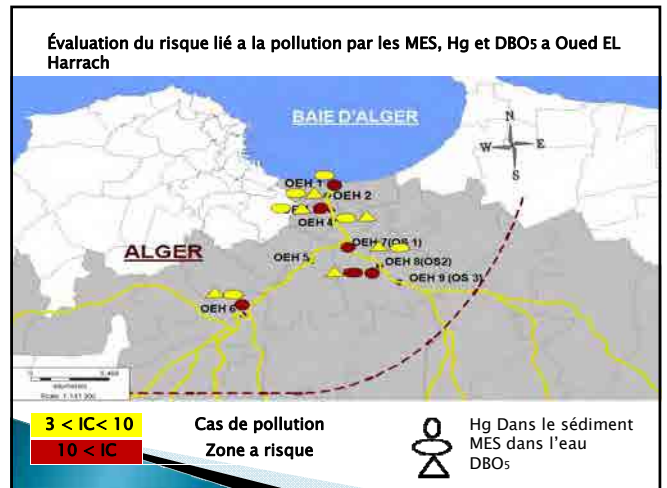 Évaluation du risque lié a la pollution par les MES, Hg et DBO5 a Oued EL
Harrach
BAIE D'ALGER
N
W
E
S
OEH 1
OEH 2
OEH 4
ALGER
OEH 7(OS 1)
OEH 5
OEH 8(OS2)
OEH 9 (OS 3)
OEH 6
3 < IC< 10
Cas de pollution
10 < IC
Zone a risque
Hg Dans le sédiment
MES dans l'eau
DBO5